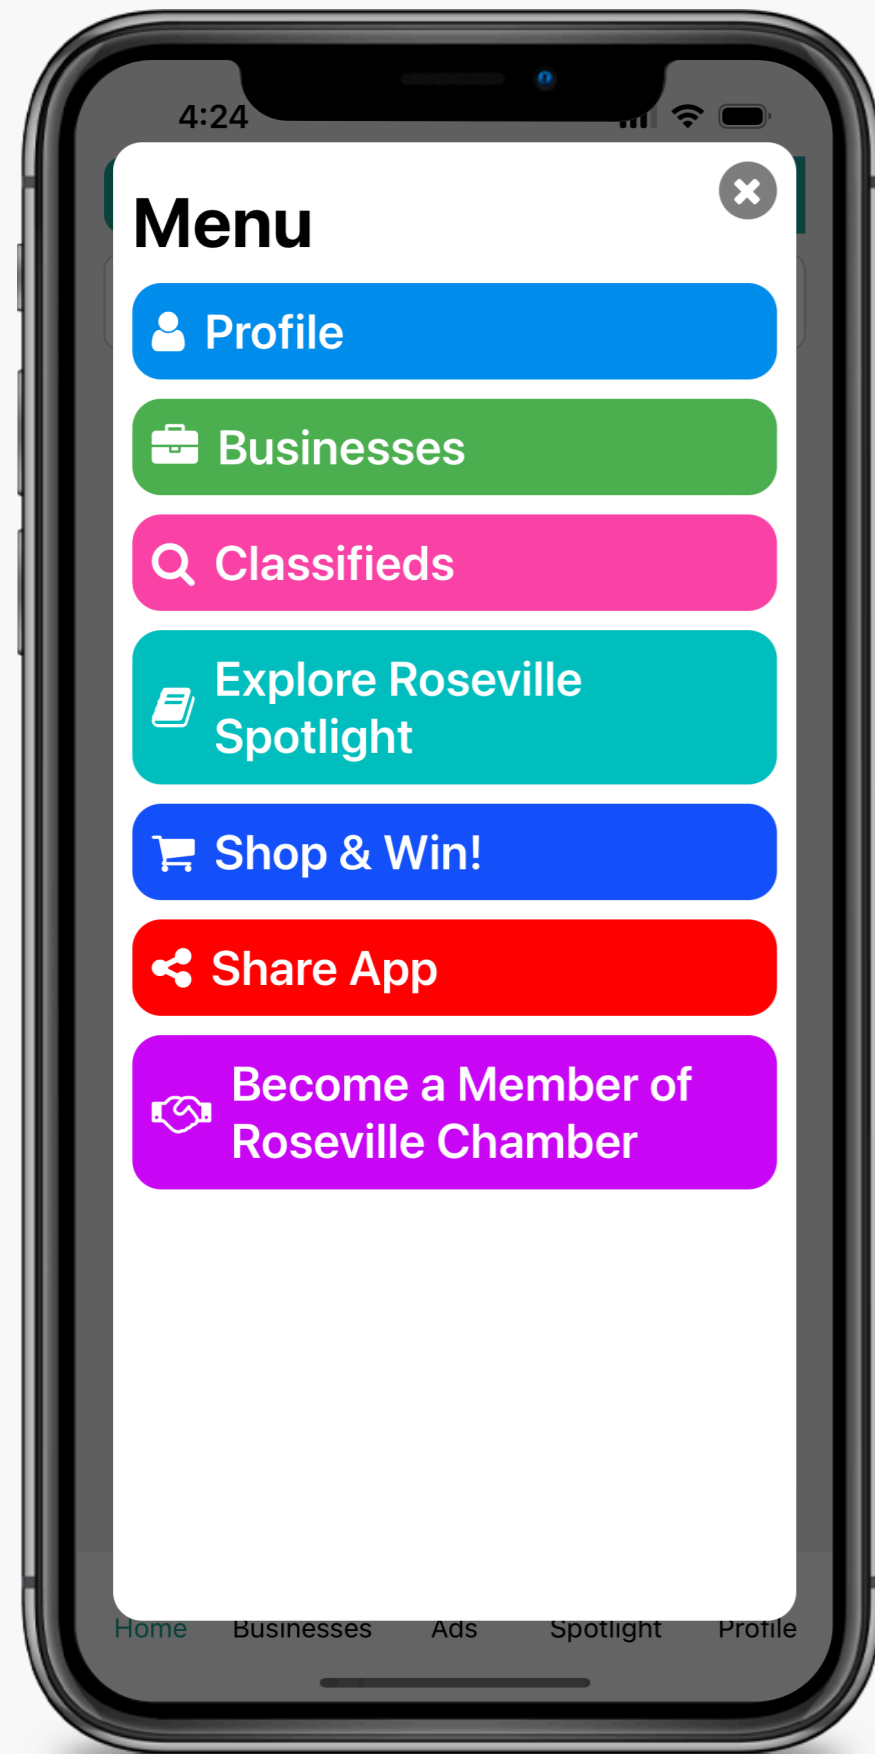 4:24
Menu
Profile
Businesses
Classifieds
Explore Roseville
Spotlight
Shop & Win!
Share App
Become a Member of
Roseville Chamber
Home Businesses Ads Spotlight Profile